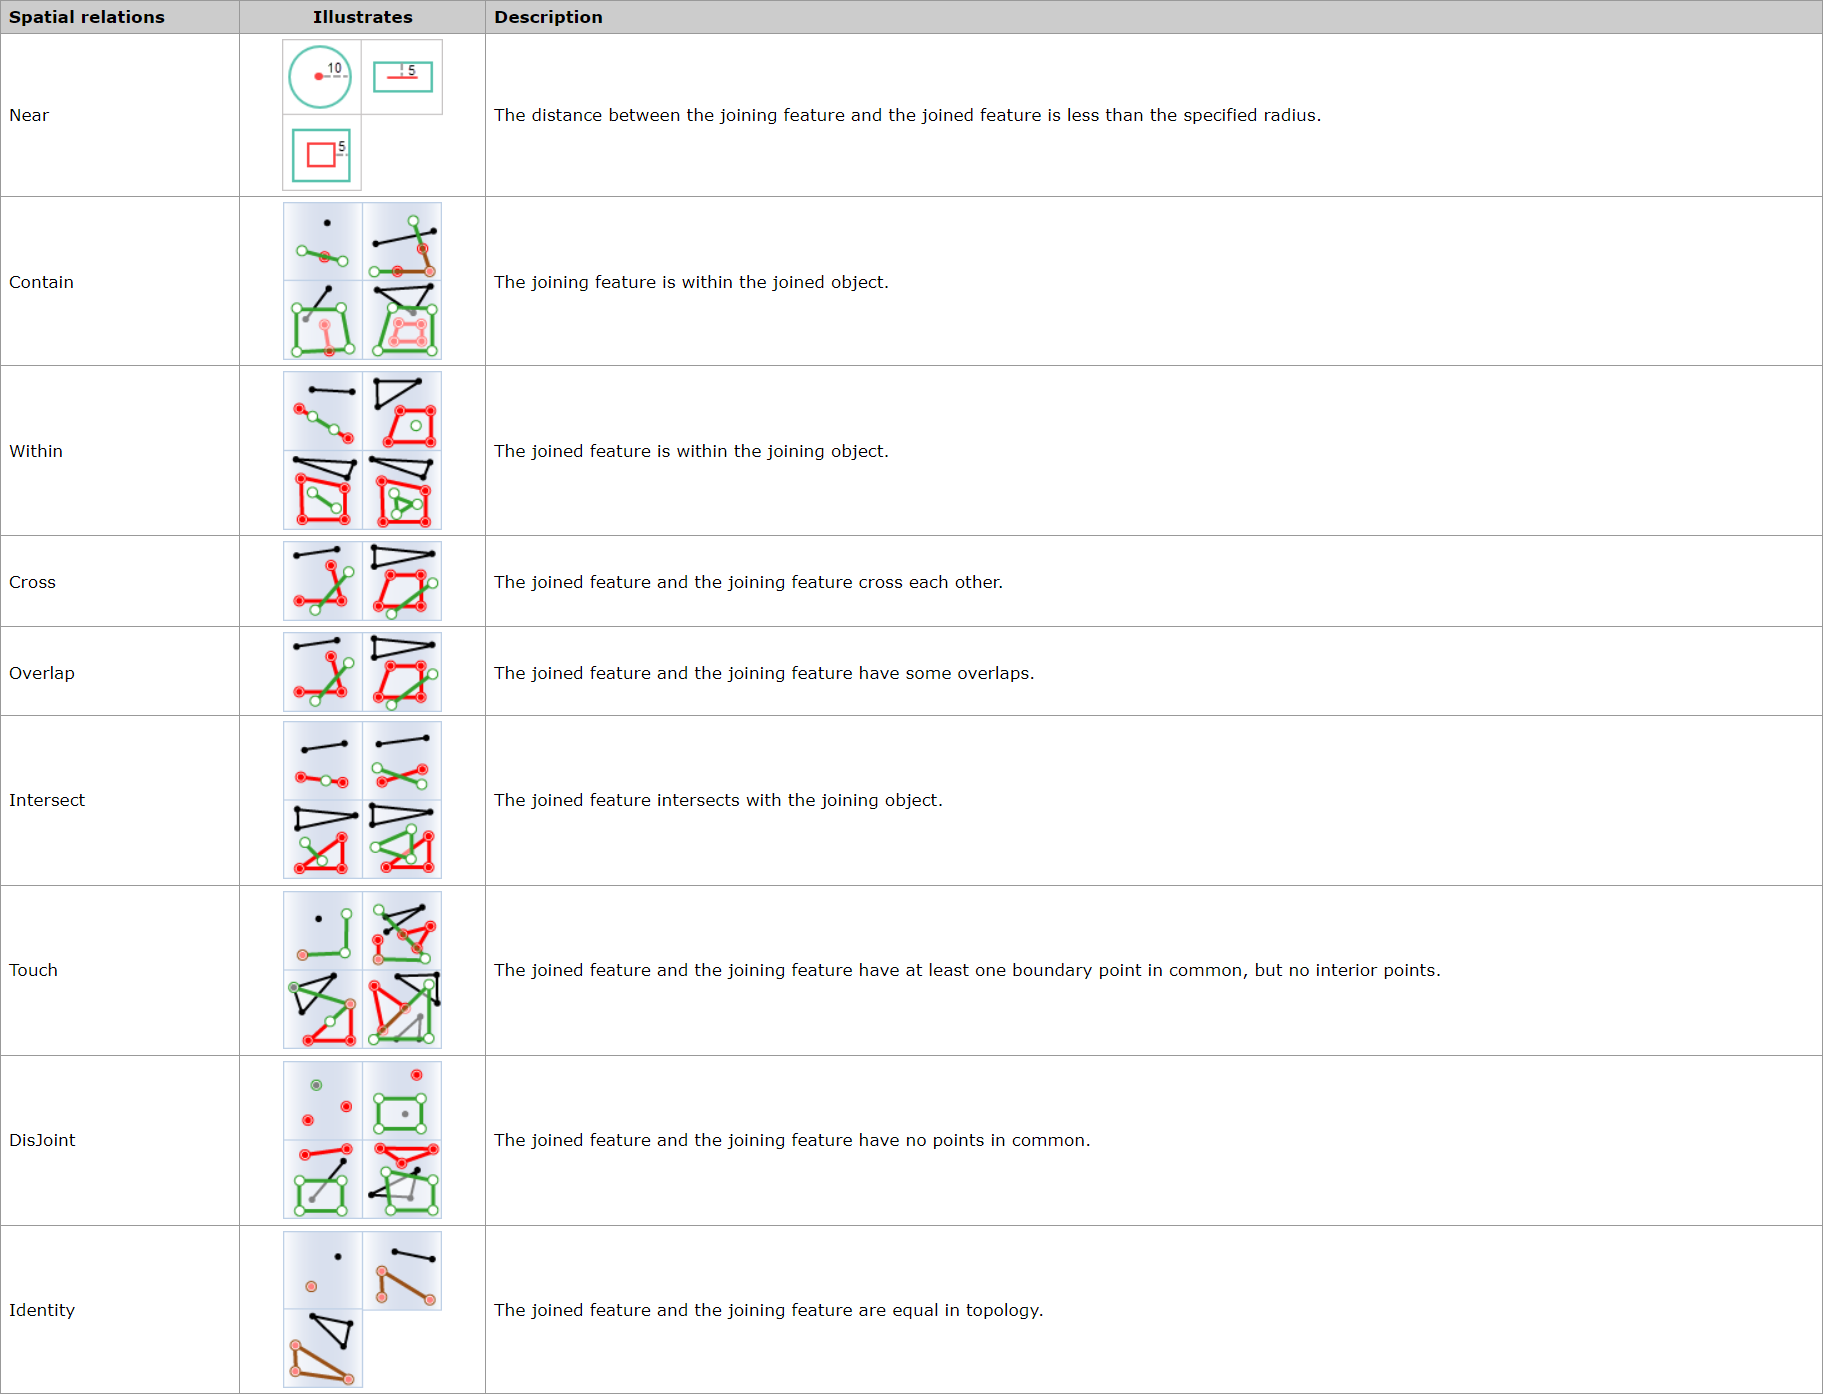 Spatial relations Illustrates Description
10
5
5
Near The distance between the joining feature and the joined feature is less than the specified radius.
Contain The joining feature is within the joined object.
Within The joined feature is within the joining object.
Cross The joined feature and the joining feature cross each other.
Overlap The joined feature and the joining feature have some overlaps.
Intersect The joined feature intersects with the joining object.
Touch The joined feature and the joining feature have at least one boundary point in common, but no interior points.
DisJoint The joined feature and the joining feature have no points in common.
Identity The joined feature and the joining feature are equal in topology.